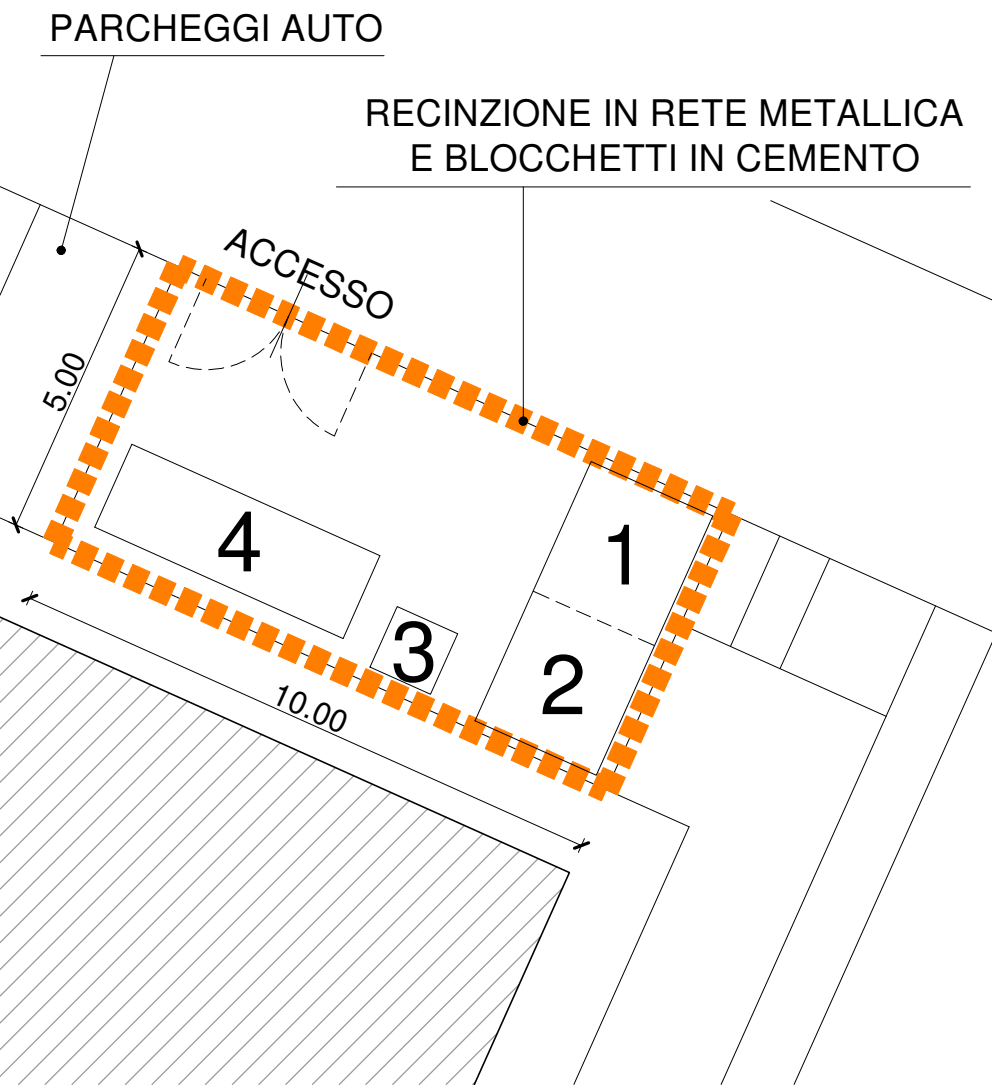 PARCHEGGI AUTO
RECINZIONE IN RETE METALLICA
E BLOCCHETTI IN CEMENTO
ACCESSO
5.00
4
1
3
2
10.00